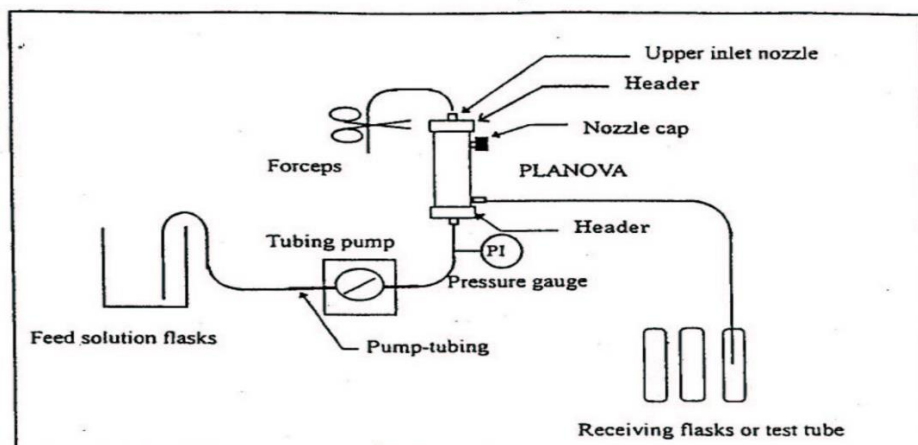 Upper inlet nozzle
Header
Nozzle cap
Forceps
PLANOVA
Header
Tubing pump
PI
Pressure gauge
Feed solution flasks
Pump-tubing
Receiving flasks or test tube